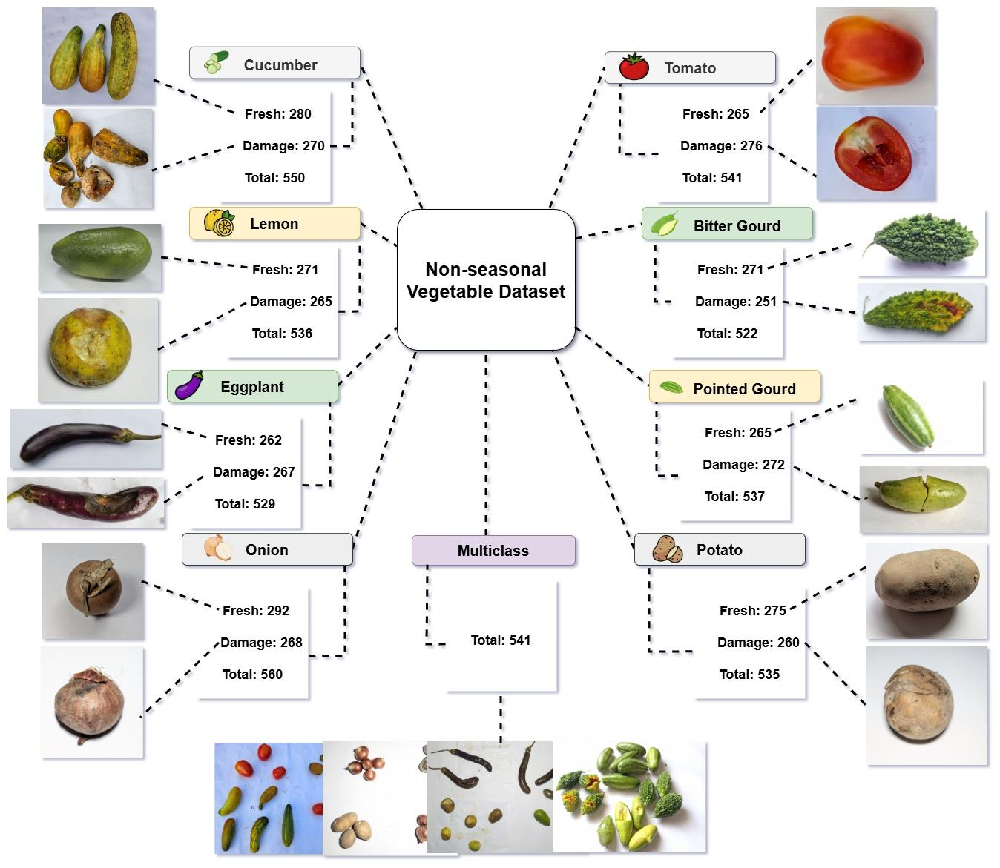 Cucumber
Fresh: 280
Damage: 270
Total: 550
Tomato
Fresh: 265
Damage: 276
Total: 541
Lemon
Fresh: 271
Damage: 265
Total: 536
Non-seasonal
Vegetable Dataset
Bitter Gourd
Fresh: 271
Damage: 251
Total: 522
Eggplant
Fresh: 262
Damage: 267
Total: 529
Pointed Gourd
Fresh: 265
Damage: 272
Total: 537
Onion
Fresh: 292
Damage: 268
Total: 560
Multiclass
Total: 541
Potato
Fresh: 275
Damage: 260
Total: 535